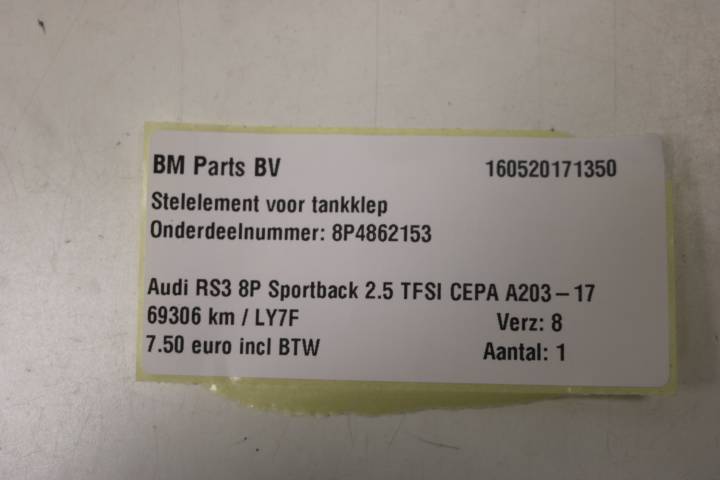 BM Parts BV 160520171350
Stelelement voor tankklep
Onderdeelnummer: 8P4862153
Audi RS3 8P Sportback 2.5 TFSI CEPA A203-17
69306 km / LY7F Verz: 8
7.50 euro incl BTW Aantal: 1